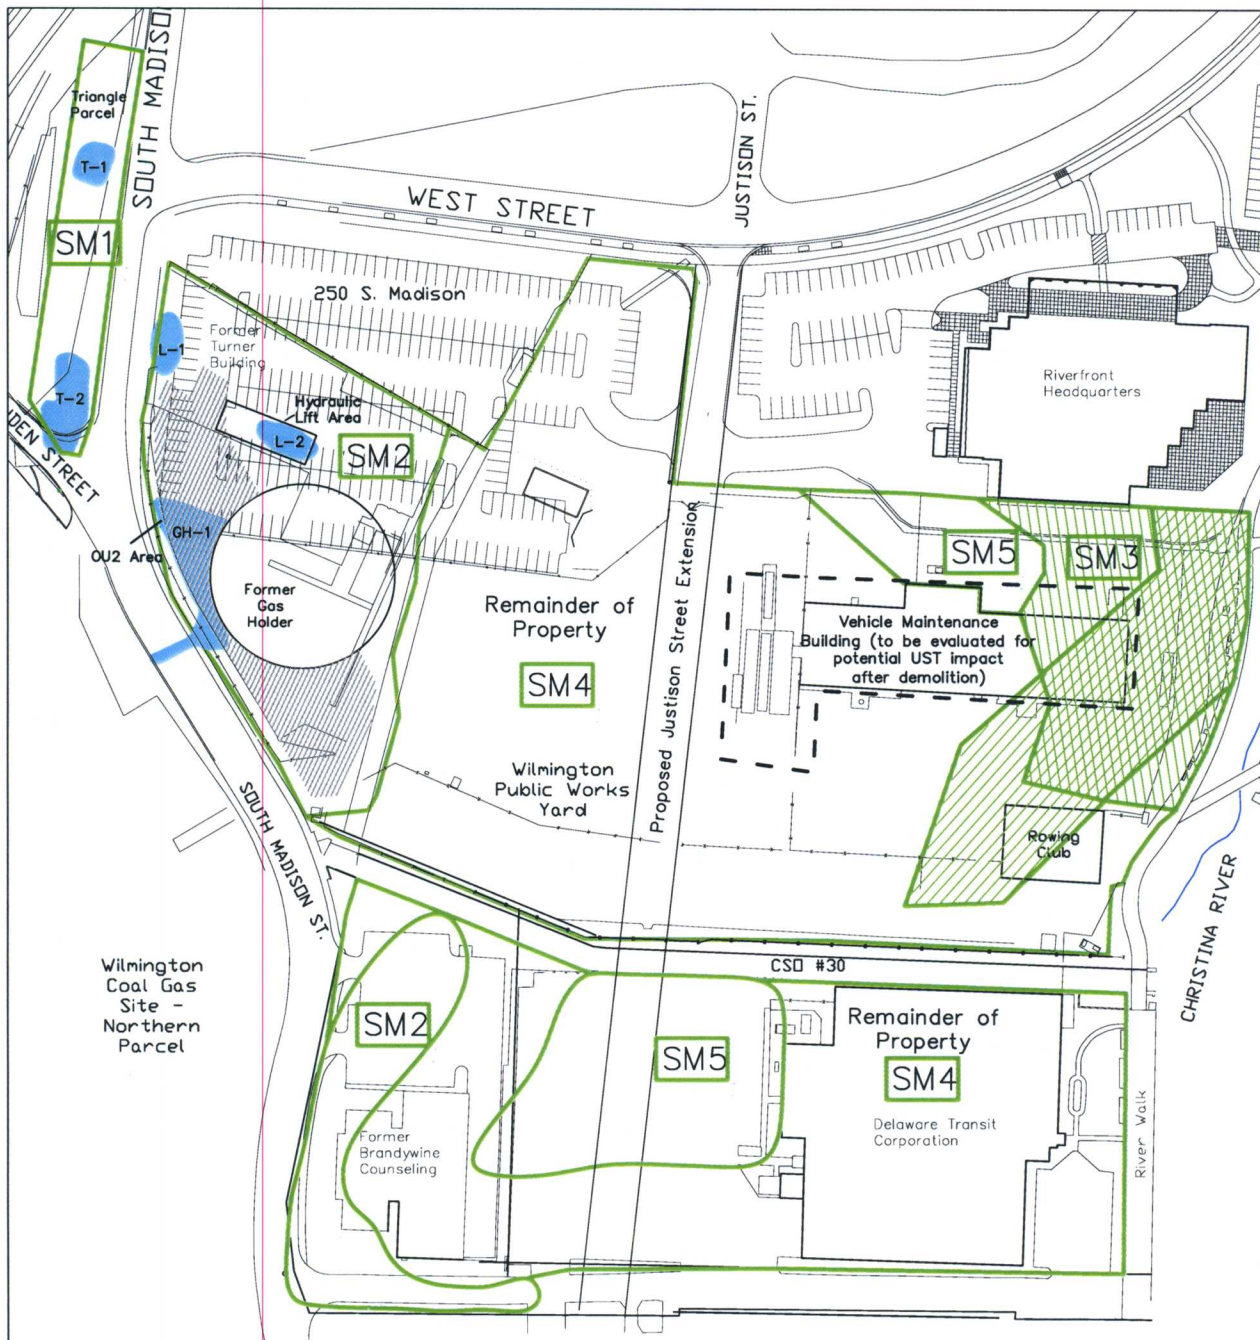 SOUTH MADISON
Triangle
Parcel
T-1
SM1
T-2
WEST STREET
JUSTISON ST.
250 S. Madison
Former
Turner
Building
L-1
Hydraulic
Lift Area
L-2
SM2
Riverfront
Headquarters
DEN STREET
OU2 Area
GH-1
Former
Gas
Holder
Remainder of
Property
SM4
Wilmington
Public Works
Yard
Proposed Justison Street Extension
SM5
SM3
Vehicle Maintenance
Building (to be evaluated for
potential UST impact
after demolition)
Rowing
Club
SOUTH MADISON ST.
CHRISTINA RIVER
CSO #30
Wilmington
Coal Gas
Site -
Northern
Parcel
SM2
Former
Brandywine
Counseling
SM5
Remainder of
Property
SM4
Delaware Transit
Corporation
River Walk